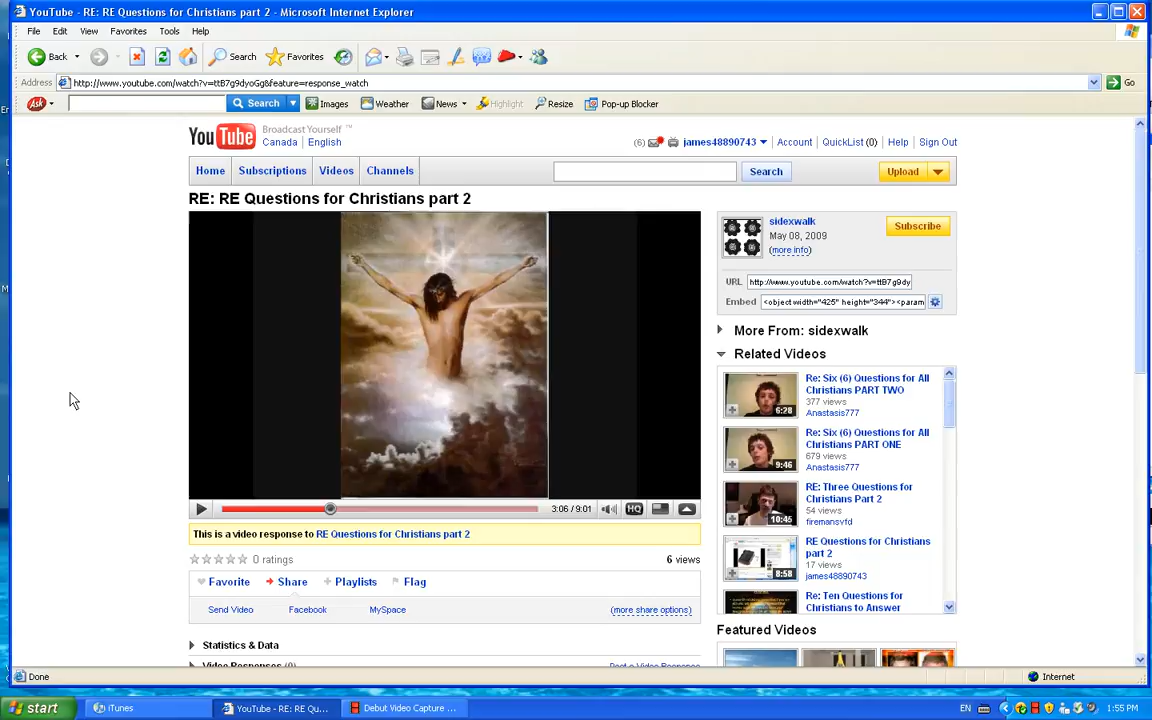 YouTube - RE: RE Questions for Christians part 2 - Microsoft Internet Explorer
File Edit View Favorites Tools Help
Back Search Favorites
Address http://www.youtube.com/watch?v=ttB7g9dyoGg&feature=response_watch Go
Ask Search Images Weather News Highlight Resize Pop-up Blocker
YouTube Broadcast Yourself ™
Canada English (6) james48890743 Account QuickList (0) Help Sign Out
Home Subscriptions Videos Channels Search Upload
RE: RE Questions for Christians part 2
sidexwalk
May 08, 2009
(more info)
Subscribe
URL http://www.youtube.com/watch?v=ttB7g9dy
Embed <object width="425" height="344"><param
More From: sidexwalk
Related Videos
Re: Six (6) Questions for All
Christians PART TWO
377 views
Anastasis777
6:28
Re: Six (6) Questions for All
Christians PART ONE
679 views
Anastasis777
9:46
RE: Three Questions for
Christians Part 2
54 views
firemansvfd
10:45
RE Questions for Christians
part 2
17 views
james48890743
8:58
Re: Ten Questions for
Christians to Answer
Featured Videos
3:06 / 9:01 HQ
This is a video response to RE Questions for Christians part 2
0 ratings 6 views
Favorite Share Playlists Flag
Send Video Facebook MySpace (more share options)
Statistics & Data
Video Responses (0) Post a Video Response
Done Internet
start iTunes YouTube - RE: RE Qu... Debut Video Capture ... EN 1:55 PM